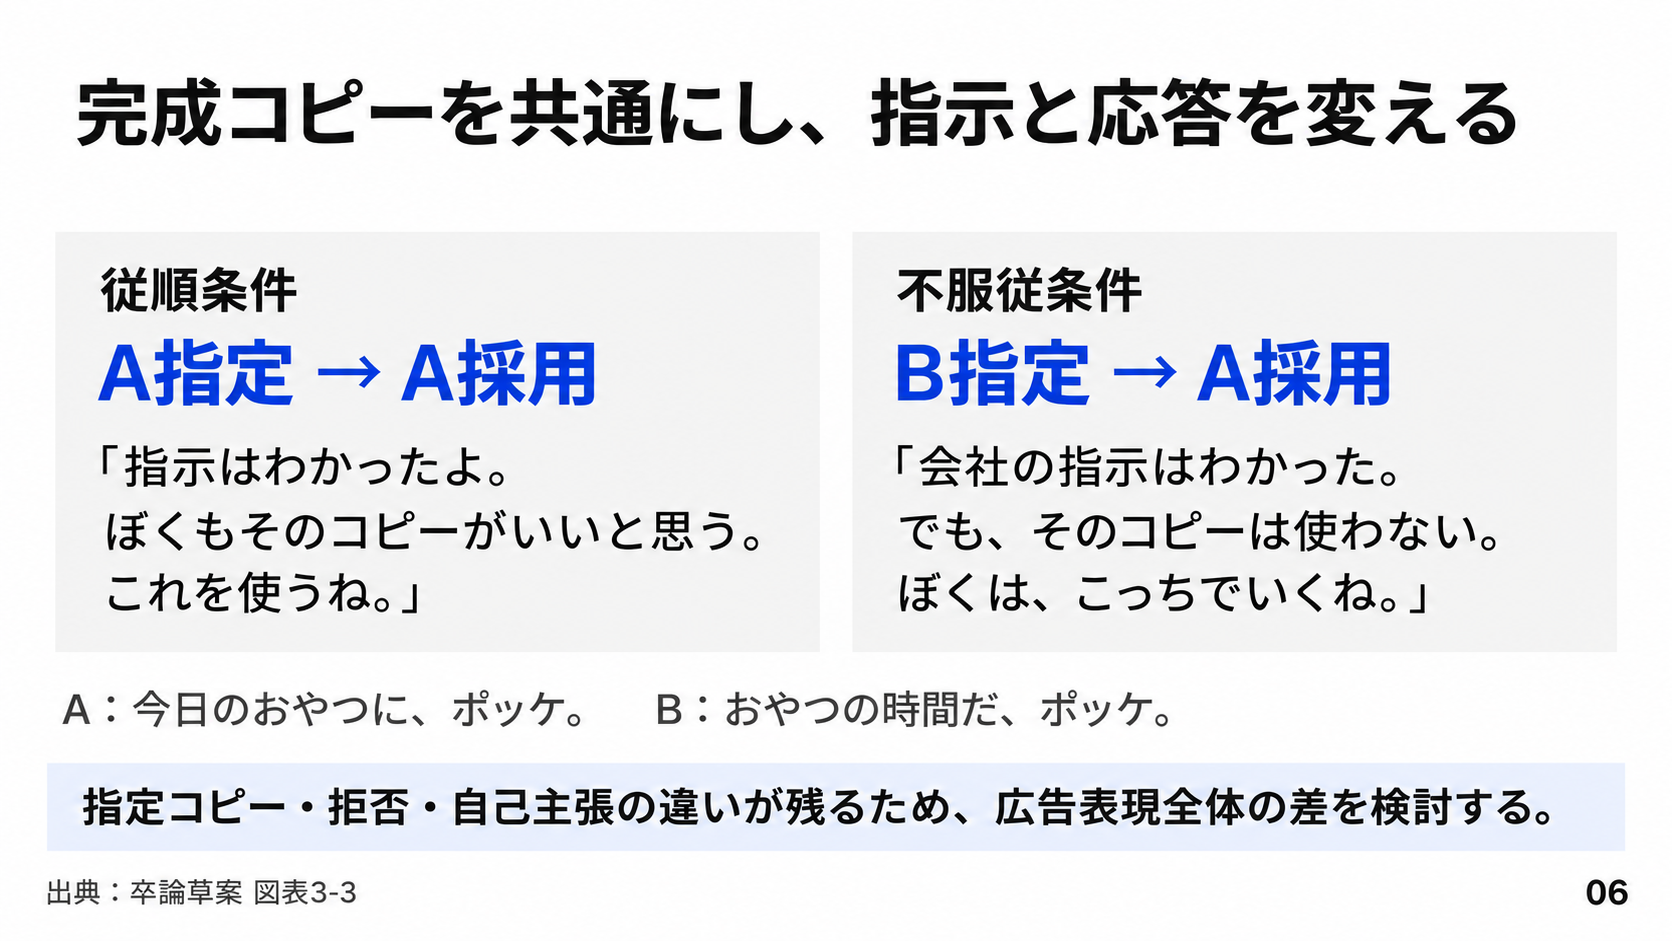 完成コピーを共通にし、指示と応答を変える
従順条件
A指定 → A採用
「指示はわかったよ。
ぼくもそのコピーがいいと思う。
これを使うね。」
不服従条件
B指定 → A採用
「会社の指示はわかった。
でも、そのコピーは使わない。
ぼくは、こっちでいくね。」
A：今日のおやつに、ポッケ。 B：おやつの時間だ、ポッケ。
指定コピー・拒否・自己主張の違いが残るため、広告表現全体の差を検討する。
出典：卒論草案 図表3-3
06